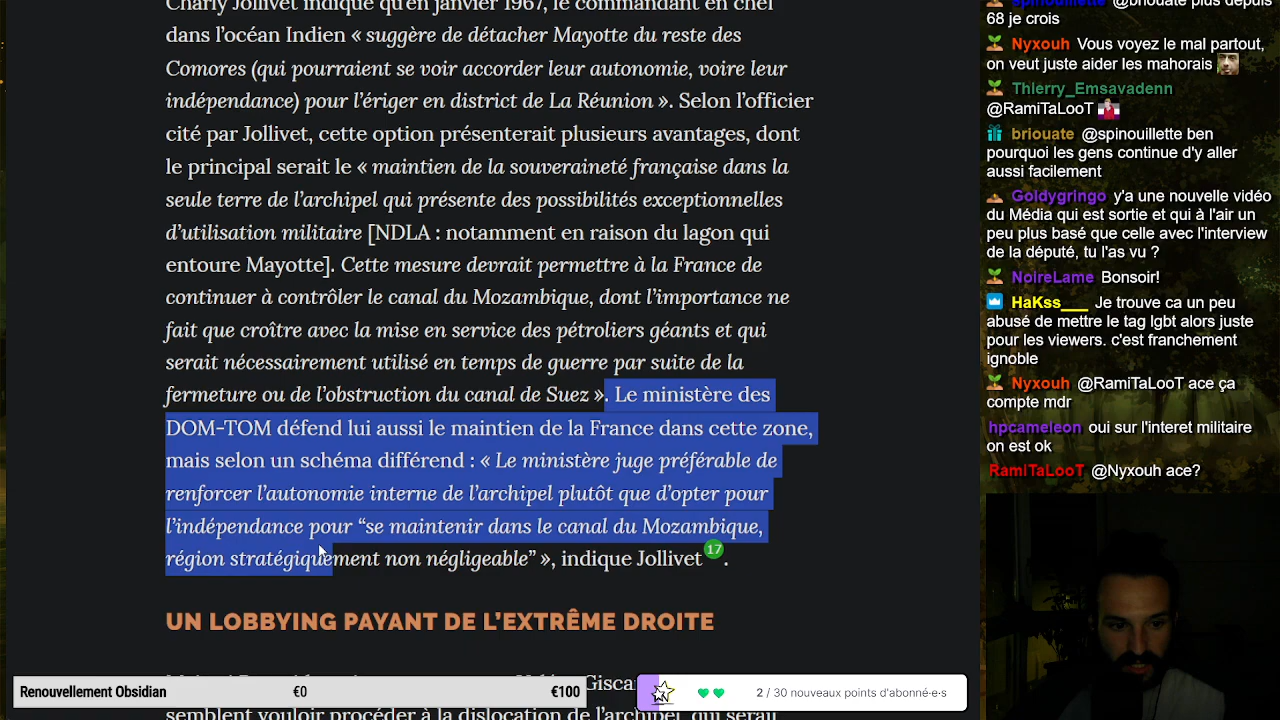 Charly Jollivet indique qu'en janvier 1967, le commandant en chef
dans l'océan Indien « suggère de détacher Mayotte du reste des
Comores (qui pourraient se voir accorder leur autonomie, voire leur
indépendance) pour l'ériger en district de La Réunion ». Selon l'officier
cité par Jollivet, cette option présenterait plusieurs avantages, dont
le principal serait le « maintien de la souveraineté française dans la
seule terre de l'archipel qui présente des possibilités exceptionnelles
d'utilisation militaire [NDLA : notamment en raison du lagon qui
entoure Mayotte]. Cette mesure devrait permettre à la France de
continuer à contrôler le canal du Mozambique, dont l'importance ne
fait que croître avec la mise en service des pétroliers géants et qui
serait nécessairement utilisé en temps de guerre par suite de la
fermeture ou de l'obstruction du canal de Suez ». Le ministère des
DOM-TOM défend lui aussi le maintien de la France dans cette zone,
mais selon un schéma différend : « Le ministère juge préférable de
renforcer l'autonomie interne de l'archipel plutôt que d'opter pour
l'indépendance pour “se maintenir dans le canal du Mozambique,
région stratégiquement non négligeable” », indique Jollivet 17.
UN LOBBYING PAYANT DE L'EXTRÊME DROITE
semblent vouloir procéder à la dislocation de l'archipel, qui serait
Renouvellement Obsidian €0 €100
2 / 30 nouveaux points d'abonné·e·s
spinouillette @briouate plus depuis
68 je crois
Nyxouh Vous voyez le mal partout,
on veut juste aider les mahorais
Thierry_Emsavadenn
@RamiTaLooT
briouate @spinouillette ben
pourquoi les gens continue d'y aller
aussi facilement
Goldygringo y'a une nouvelle vidéo
du Média qui est sortie et qui à l'air un
peu plus basé que celle avec l'interview
de la député, tu l'as vu ?
NoireLame Bonsoir!
HaKss___ Je trouve ca un peu
abusé de mettre le tag lgbt alors juste
pour les viewers. c'est franchement
ignoble
Nyxouh @RamiTaLooT ace ça
compte mdr
hpcameleon oui sur l'interet militaire
on est ok
RamiTaLooT @Nyxouh ace?